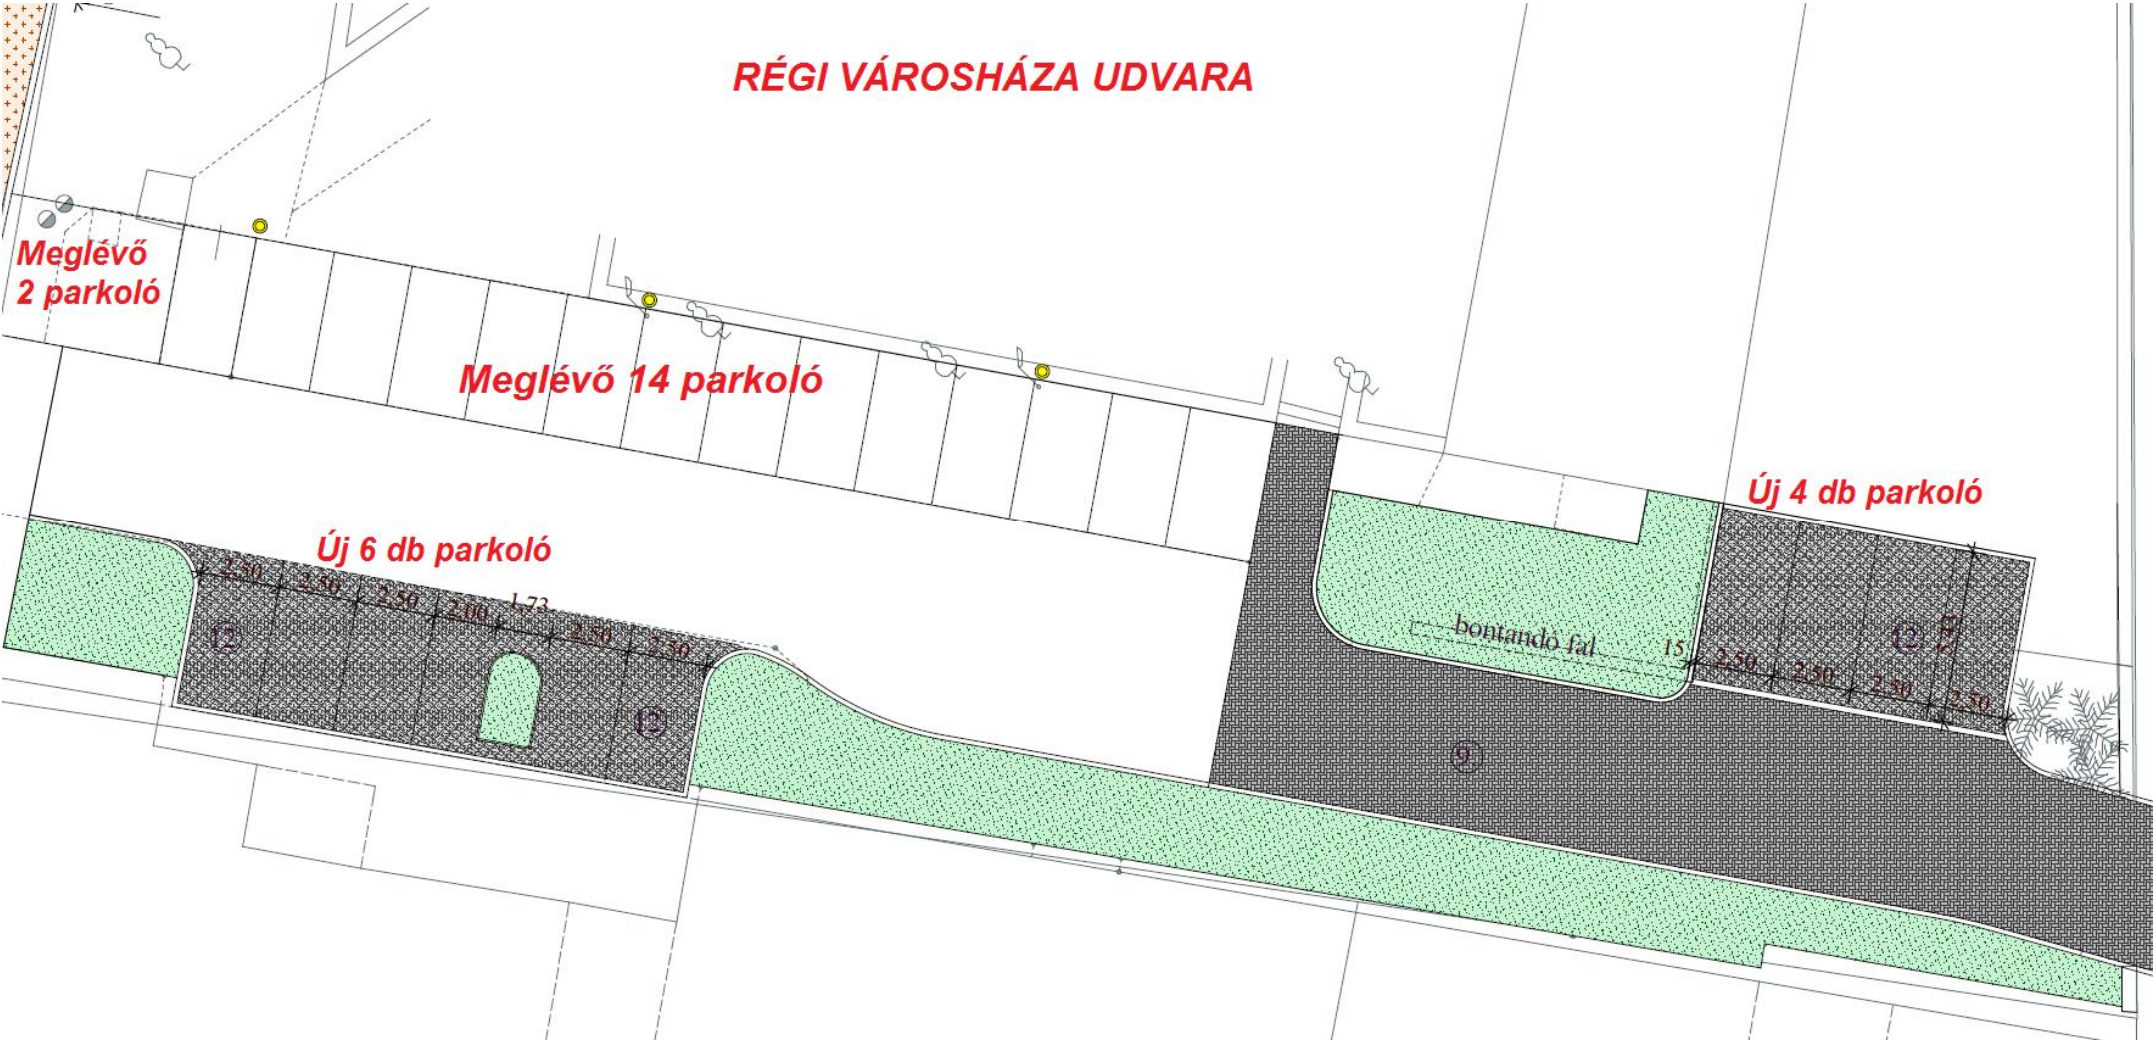 RÉGI VÁROSHÁZA UDVARA
Meglévő
2 parkoló
Meglévő 14 parkoló
Új 4 db parkoló
Új 6 db parkoló
2,50
2,50
2,50
2,00
1,73
2,50
2,50
12
12
bontandó fal
15
2,50
2,50
2,50
2,50
12
9